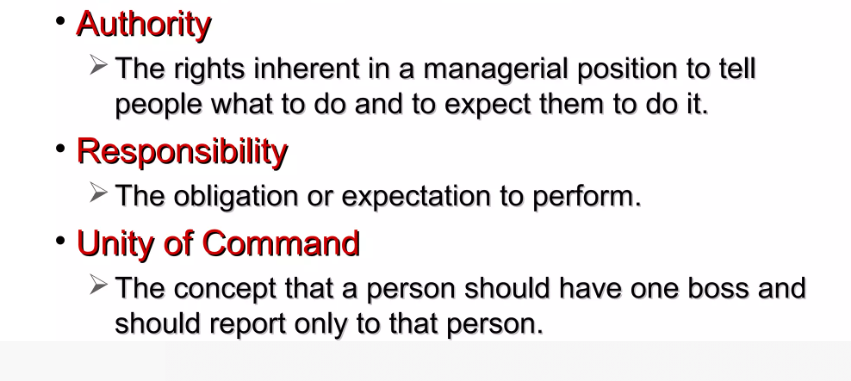 • Authority
➢ The rights inherent in a managerial position to tell
people what to do and to expect them to do it.
• Responsibility
➢ The obligation or expectation to perform.
• Unity of Command
➢ The concept that a person should have one boss and
should report only to that person.